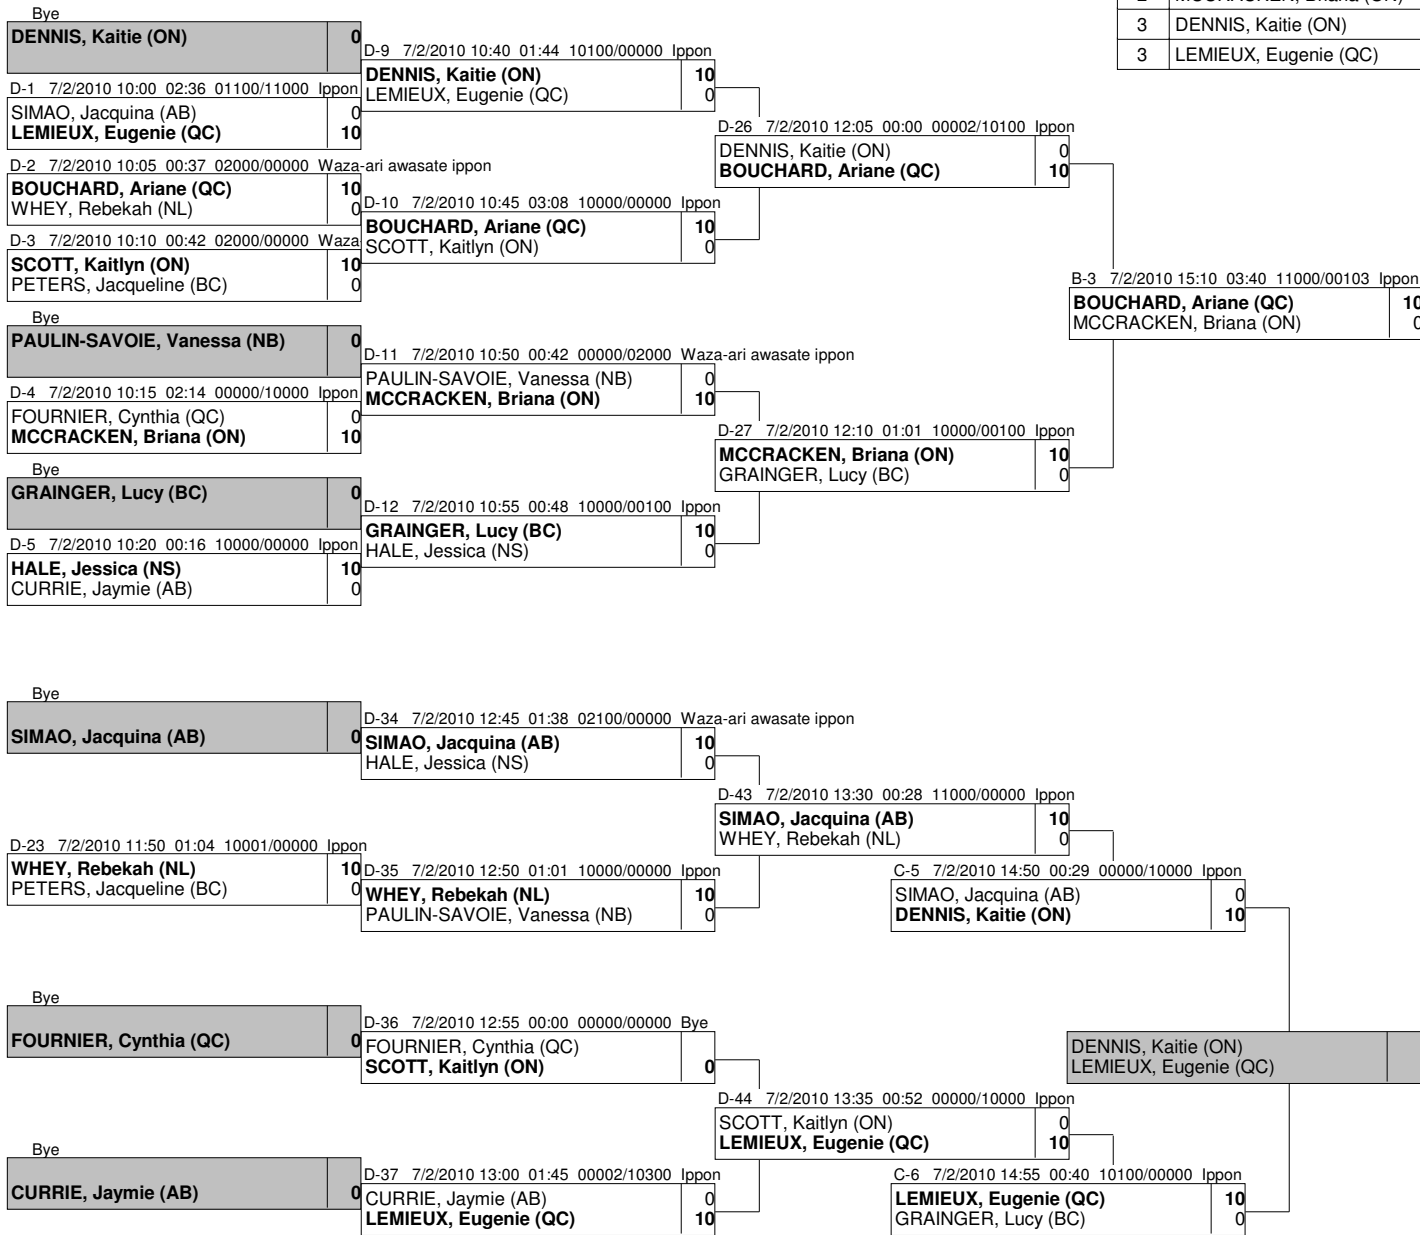 2 MCCRACKEN, Briana (ON)
3 DENNIS, Kaitie (ON)
3 LEMIEUX, Eugenie (QC)
Bye
DENNIS, Kaitie (ON) 0
D-1 7/2/2010 10:00 02:36 01100/11000 Ippon
SIMAO, Jacquina (AB) 0
LEMIEUX, Eugenie (QC) 10
D-2 7/2/2010 10:05 00:37 02000/00000 Waza-ari awasate ippon
BOUCHARD, Ariane (QC) 10
WHEY, Rebekah (NL) 0
D-3 7/2/2010 10:10 00:42 02000/00000 Waza
SCOTT, Kaitlyn (ON) 10
PETERS, Jacqueline (BC) 0
Bye
PAULIN-SAVOIE, Vanessa (NB) 0
D-4 7/2/2010 10:15 02:14 00000/10000 Ippon
FOURNIER, Cynthia (QC) 0
MCCRACKEN, Briana (ON) 10
Bye
GRAINGER, Lucy (BC) 0
D-5 7/2/2010 10:20 00:16 10000/00000 Ippon
HALE, Jessica (NS) 10
CURRIE, Jaymie (AB) 0
D-9 7/2/2010 10:40 01:44 10100/00000 Ippon
DENNIS, Kaitie (ON) 10
LEMIEUX, Eugenie (QC) 0
D-10 7/2/2010 10:45 03:08 10000/00000 Ippon
BOUCHARD, Ariane (QC) 10
SCOTT, Kaitlyn (ON) 0
D-11 7/2/2010 10:50 00:42 00000/02000 Waza-ari awasate ippon
PAULIN-SAVOIE, Vanessa (NB) 0
MCCRACKEN, Briana (ON) 10
D-12 7/2/2010 10:55 00:48 10000/00100 Ippon
GRAINGER, Lucy (BC) 10
HALE, Jessica (NS) 0
D-26 7/2/2010 12:05 00:00 00002/10100 Ippon
DENNIS, Kaitie (ON) 0
BOUCHARD, Ariane (QC) 10
D-27 7/2/2010 12:10 01:01 10000/00100 Ippon
MCCRACKEN, Briana (ON) 10
GRAINGER, Lucy (BC) 0
B-3 7/2/2010 15:10 03:40 11000/00103 Ippon
BOUCHARD, Ariane (QC) 10
MCCRACKEN, Briana (ON) 0
Bye
SIMAO, Jacquina (AB) 0
D-23 7/2/2010 11:50 01:04 10001/00000 Ippon
WHEY, Rebekah (NL) 10
PETERS, Jacqueline (BC) 0
Bye
FOURNIER, Cynthia (QC) 0
Bye
CURRIE, Jaymie (AB) 0
D-34 7/2/2010 12:45 01:38 02100/00000 Waza-ari awasate ippon
SIMAO, Jacquina (AB) 10
HALE, Jessica (NS) 0
D-35 7/2/2010 12:50 01:01 10000/00000 Ippon
WHEY, Rebekah (NL) 10
PAULIN-SAVOIE, Vanessa (NB) 0
D-36 7/2/2010 12:55 00:00 00000/00000 Bye
FOURNIER, Cynthia (QC)
SCOTT, Kaitlyn (ON) 0
D-37 7/2/2010 13:00 01:45 00002/10300 Ippon
CURRIE, Jaymie (AB) 0
LEMIEUX, Eugenie (QC) 10
D-43 7/2/2010 13:30 00:28 11000/00000 Ippon
SIMAO, Jacquina (AB) 10
WHEY, Rebekah (NL) 0
D-44 7/2/2010 13:35 00:52 00000/10000 Ippon
SCOTT, Kaitlyn (ON) 0
LEMIEUX, Eugenie (QC) 10
C-5 7/2/2010 14:50 00:29 00000/10000 Ippon
SIMAO, Jacquina (AB) 0
DENNIS, Kaitie (ON) 10
C-6 7/2/2010 14:55 00:40 10100/00000 Ippon
LEMIEUX, Eugenie (QC) 10
GRAINGER, Lucy (BC) 0
DENNIS, Kaitie (ON)
LEMIEUX, Eugenie (QC)